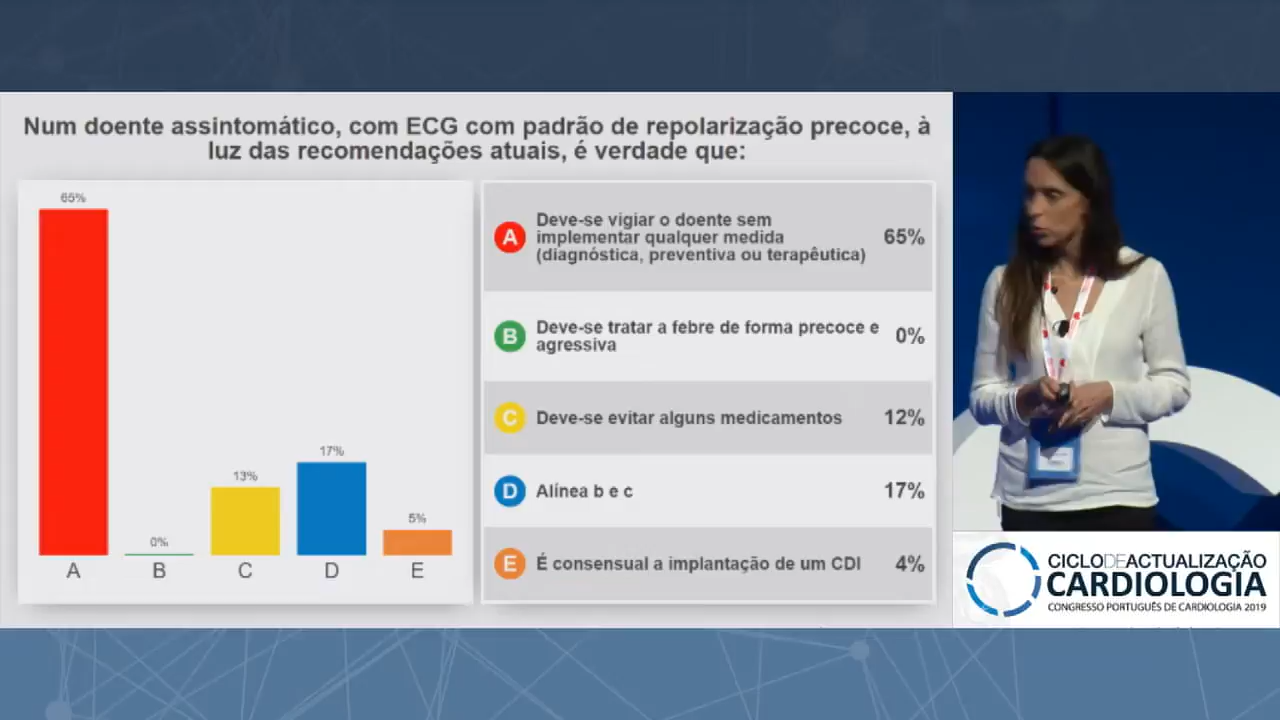 Num doente assintomático, com ECG com padrão de repolarização precoce, à
luz das recomendações atuais, é verdade que:
65%
0%
13%
17%
5%
A
B
C
D
E
A
Deve-se vigiar o doente sem
implementar qualquer medida
(diagnóstica, preventiva ou terapêutica)
65%
B
Deve-se tratar a febre de forma precoce e
agressiva
0%
C
Deve-se evitar alguns medicamentos
12%
D
Alínea b e c
17%
E
É consensual a implantação de um CDI
4%
CICLODEACTUALIZAÇÃO
CARDIOLOGIA
CONGRESSO PORTUGUÊS DE CARDIOLOGIA 2019